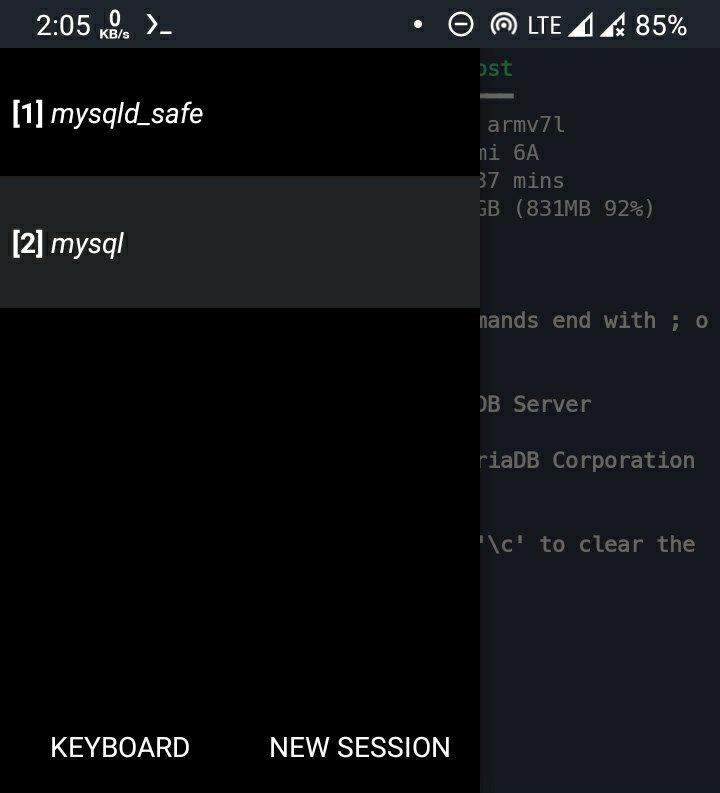 2:05 0 KB/s LTE 85%
[1] mysqld_safe
[2] mysql
ost
armv7l
mi 6A
37 mins
GB (831MB 92%)
mands end with ; o
DB Server
riaDB Corporation
'\c' to clear the
KEYBOARD NEW SESSION